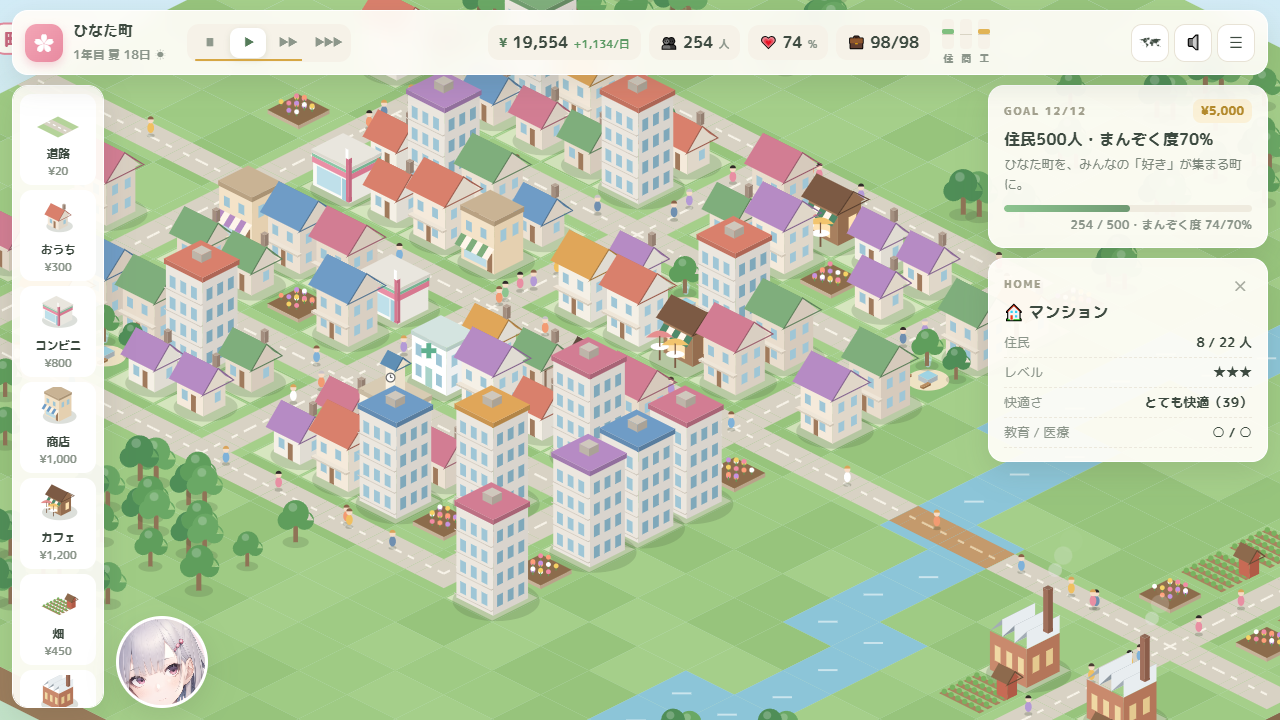 ひなた町
1年目 夏 18日 ☀
¥ 19,554 +1,134/日
254 人
74 %
98/98
住 商 工
道路
¥20
おうち
¥300
コンビニ
¥800
商店
¥1,000
カフェ
¥1,200
畑
¥450
GOAL 12/12
¥5,000
住民500人・まんぞく度70%
ひなた町を、みんなの「好き」が集まる町
に。
254 / 500・まんぞく度 74/70%
HOME
マンション
住民 8 / 22 人
レベル ★★★
快適さ とても快適（39）
教育 / 医療 ○ / ○